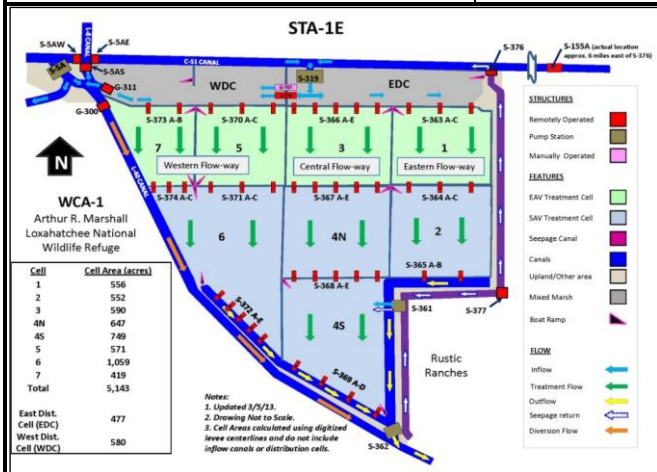 STA-1E
S-5AW
S-5AE
L-8 CANAL
C-51 CANAL
S-376
S-155A (actual location
approx. 6 miles east of S-376)
S-5A
S-5AS
G-311
G-300
WDC
S-319
EDC
S-373 A-B
S-370 A-C
S-366 A-E
S-363 A-C
7
5
3
1
Western Flow-way
Central Flow-way
Eastern Flow-way
N
L-40 CANAL
S-374 A-C
S-371 A-C
S-367 A-E
S-364 A-C
6
4N
2
S-365 A-B
S-368 A-E
S-372 A-E
4S
S-361
S-377
S-369 A-D
Rustic
Ranches
S-362
WCA-1
Arthur R. Marshall
Loxahatchee National
Wildlife Refuge
Cell Cell Area (acres)
1 556
2 552
3 590
4N 647
4S 749
5 571
6 1,059
7 419
Total 5,143
East Dist.
Cell (EDC) 477
West Dist.
Cell (WDC) 580
Notes:
1. Updated 3/5/13.
2. Drawing Not to Scale.
3. Cell Areas calculated using digitized
levee centerlines and do not include
inflow canals or distribution cells.
STRUCTURES
Remotely Operated
Pump Station
Manually Operated
FEATURES
EAV Treatment Cell
SAV Treatment Cell
Seepage Canal
Canals
Upland/Other area
Mixed Marsh
Boat Ramp
FLOW
Inflow
Treatment Flow
Outflow
Seepage return
Diversion Flow